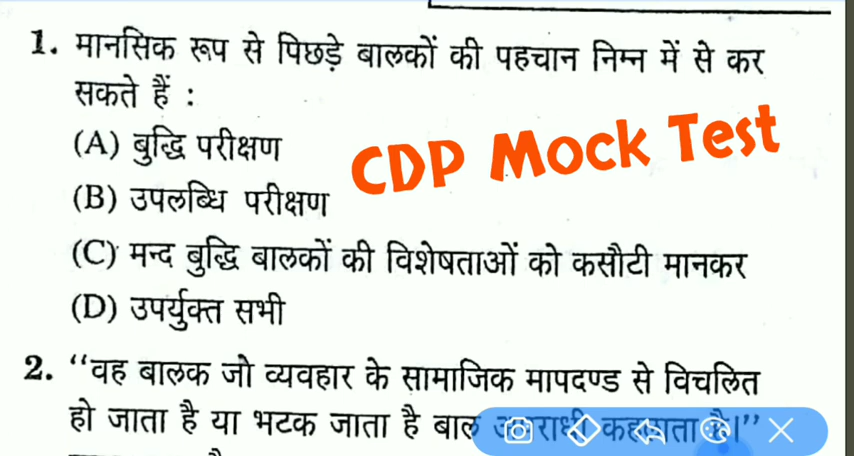 1. मानसिक रूप से पिछड़े बालकों की पहचान निम्न में से कर
सकते हैं :
(A) बुद्धि परीक्षण
CDP Mock Test
(B) उपलब्धि परीक्षण
(C) मन्द बुद्धि बालकों की विशेषताओं को कसौटी मानकर
(D) उपर्युक्त सभी
2. “वह बालक जो व्यवहार के सामाजिक मापदण्ड से विचलित
हो जाता है या भटक जाता है बाल